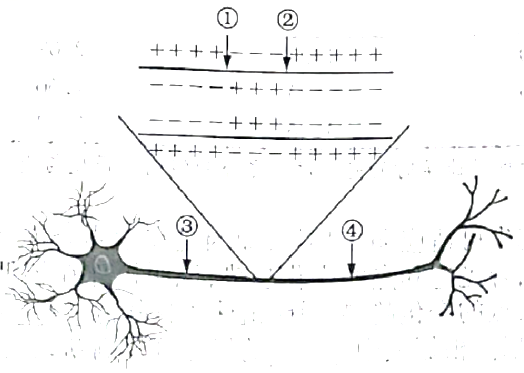 ① ②
+ + + + − − − + + + + +
− − − + + + − − − − −
− − − + + + − − − − −
+ + + + − − − + + + + +
③ ④